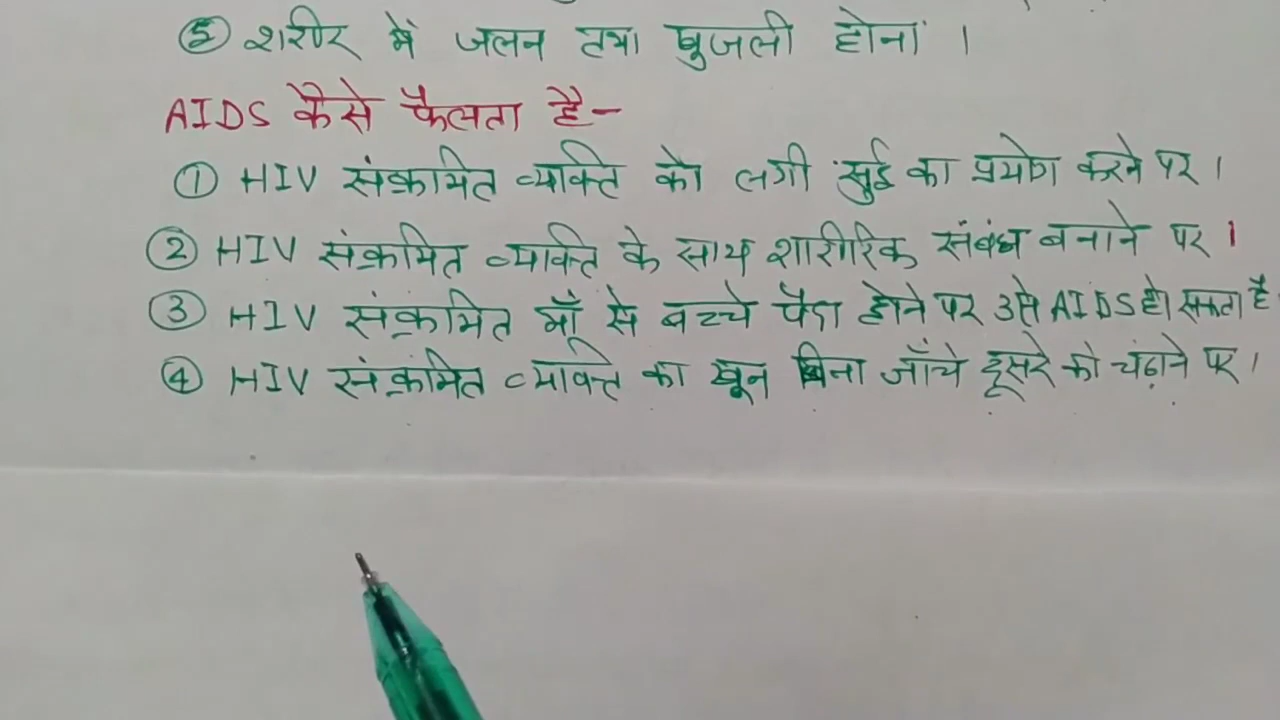 ⑤ शरीर में जलन तथा खुजली होना ।
AIDS कैसे फैलता है-
① HIV संक्रमित व्यक्ति को लगी सुई का प्रयोग करने पर ।
② HIV संक्रमित व्यक्ति के साथ शारीरिक संबंध बनाने पर ।
③ HIV संक्रमित माँ से बच्चे पैदा होने पर उसे AIDS हो सकता है
④ HIV संक्रमित व्यक्ति का खून बिना जाँचे दूसरे को चढ़ाने पर ।